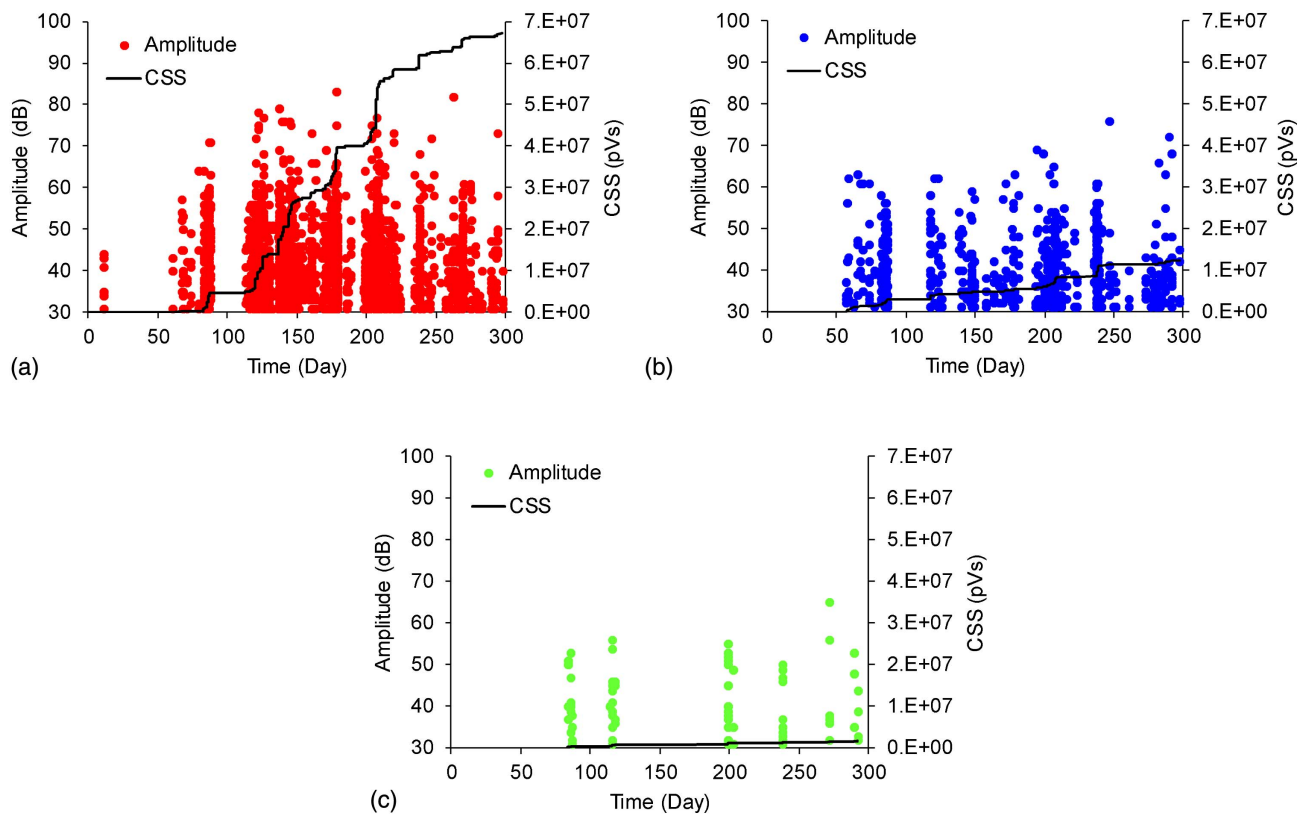 100
90
80
70
60
50
40
30
Amplitude (dB)
Amplitude
CSS
7.E+07
6.E+07
5.E+07
4.E+07
3.E+07
2.E+07
1.E+07
0.E+00
CSS (pVs)
0 50 100 150 200 250 300
Time (Day)
(a)
100
90
80
70
60
50
40
30
Amplitude (dB)
Amplitude
CSS
7.E+07
6.E+07
5.E+07
4.E+07
3.E+07
2.E+07
1.E+07
0.E+00
CSS (pVs)
0 50 100 150 200 250 300
Time (Day)
(b)
100
90
80
70
60
50
40
30
Amplitude (dB)
Amplitude
CSS
7.E+07
6.E+07
5.E+07
4.E+07
3.E+07
2.E+07
1.E+07
0.E+00
CSS (pVs)
0 50 100 150 200 250 300
Time (Day)
(c)